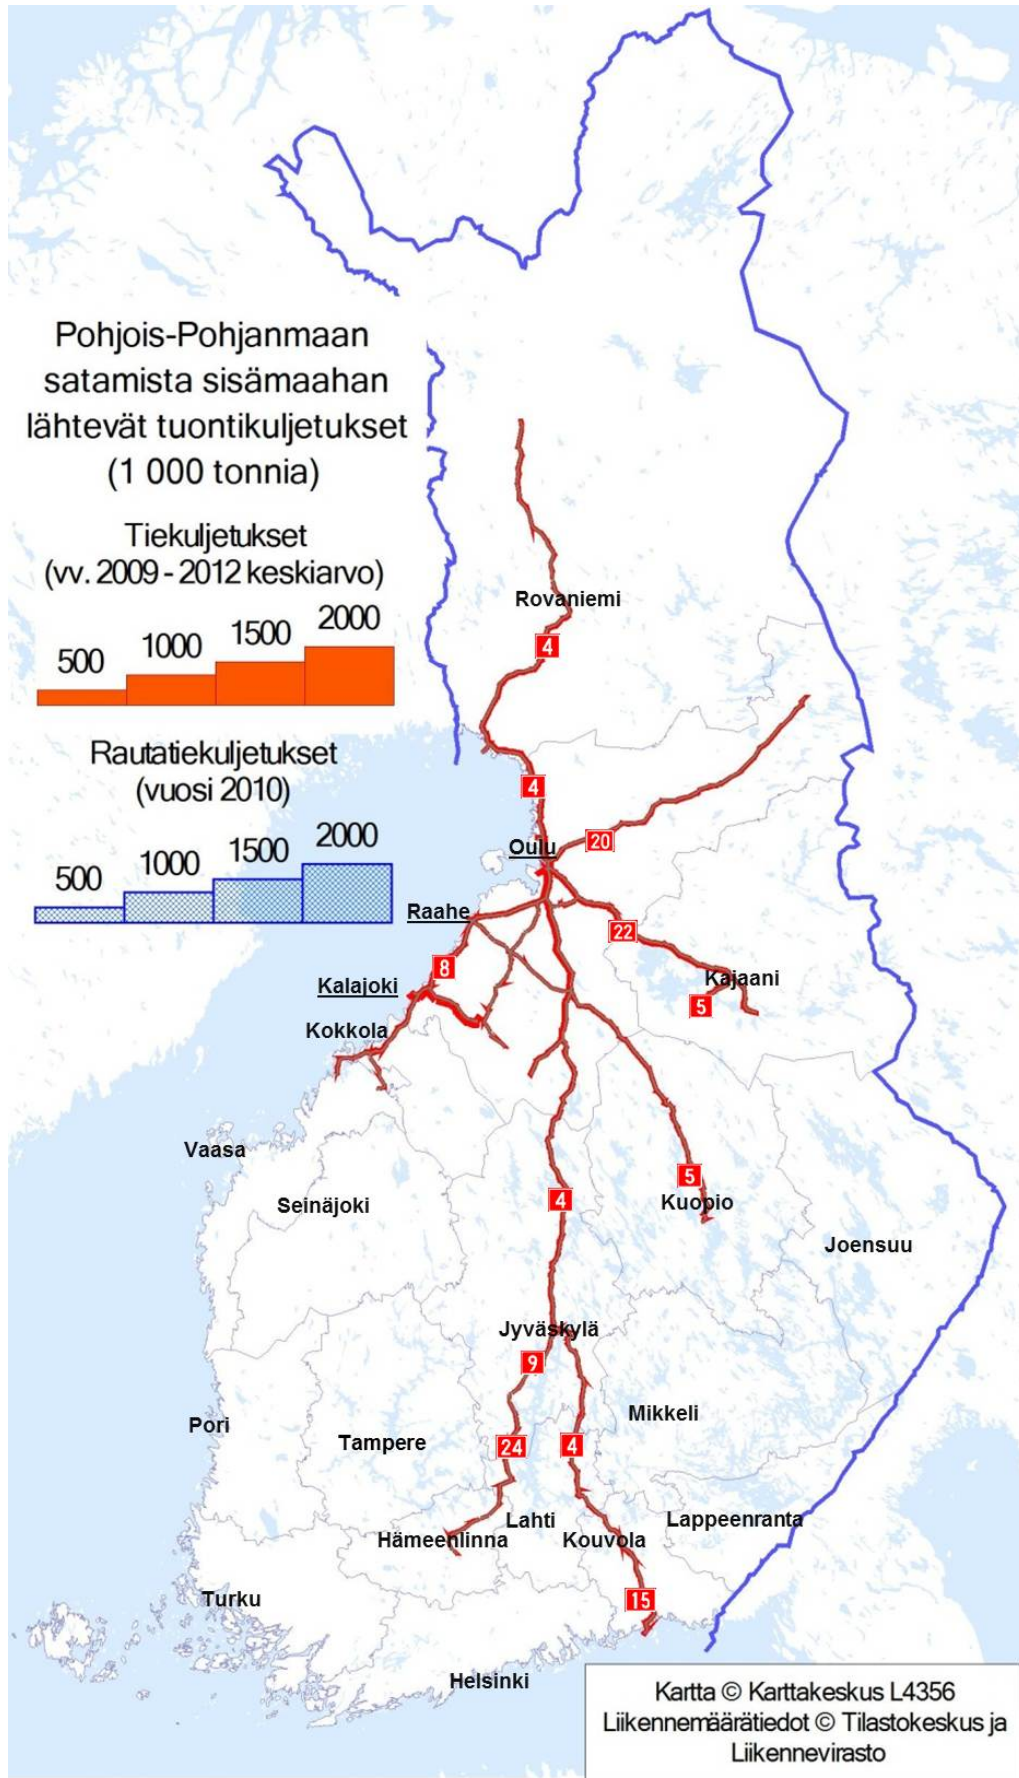 Pohjois-Pohjanmaan
satamista sisämaahan
lähtevät tuontikuljetukset
(1 000 tonnia)
Tiekuljetukset
(vv. 2009 - 2012 keskiarvo)
500 1000 1500 2000
Rautatiekuljetukset
(vuosi 2010)
500 1000 1500 2000
Rovaniemi
4
4
20
Oulu
Raahe
22
8
Kajaani
Kalajoki
5
Kokkola
Vaasa
5
Seinäjoki
4
Kuopio
Joensuu
Jyväskylä
9
Mikkeli
Pori
Tampere
24
4
Lahti
Lappeenranta
Hämeenlinna
Kouvola
Turku
15
Helsinki
Kartta © Karttakeskus L4356
Liikennemäärätiedot © Tilastokeskus ja
Liikennevirasto